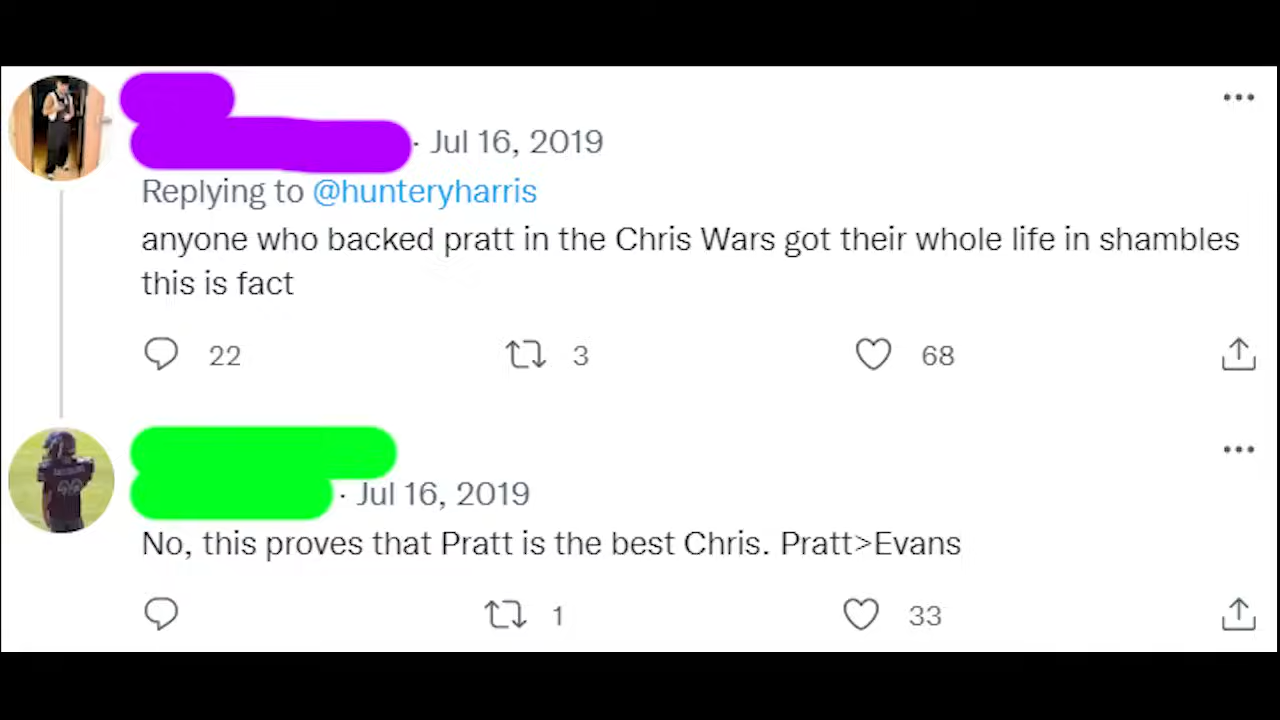 · Jul 16, 2019
Replying to @hunteryharris
anyone who backed pratt in the Chris Wars got their whole life in shambles
this is fact
22 3 68
· Jul 16, 2019
No, this proves that Pratt is the best Chris. Pratt>Evans
1 33